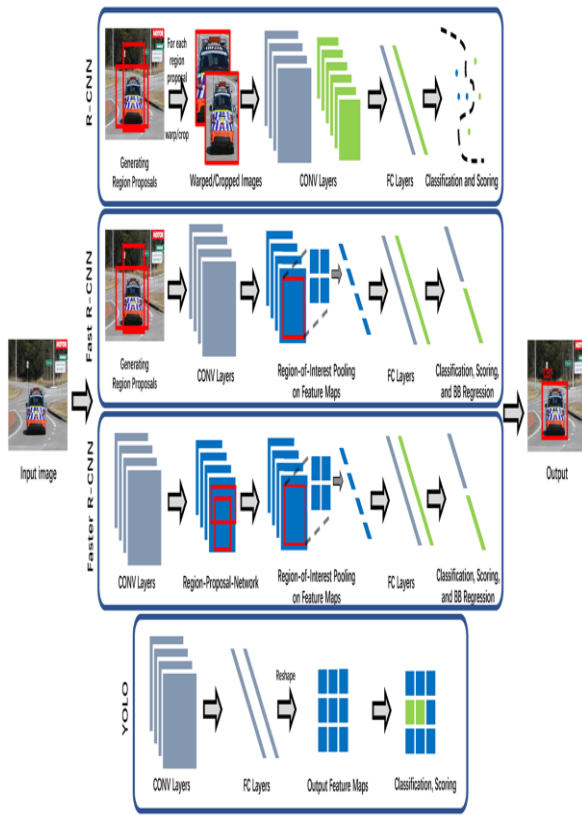 R-CNN
For each
region
proposal
warp/crop
Generating
Region Proposals
Warped/Cropped Images
CONV Layers
FC Layers
Classification and Scoring
Fast R-CNN
Generating
Region Proposals
CONV Layers
Region-of-Interest Pooling
on Feature Maps
FC Layers
Classification, Scoring,
and BB Regression
Input image
Output
Faster R-CNN
CONV Layers
Region-Proposal-Network
Region-of-Interest Pooling
on Feature Maps
FC Layers
Classification, Scoring,
and BB Regression
YOLO
Reshape
CONV Layers
FC Layers
Output Feature Maps
Classification, Scoring